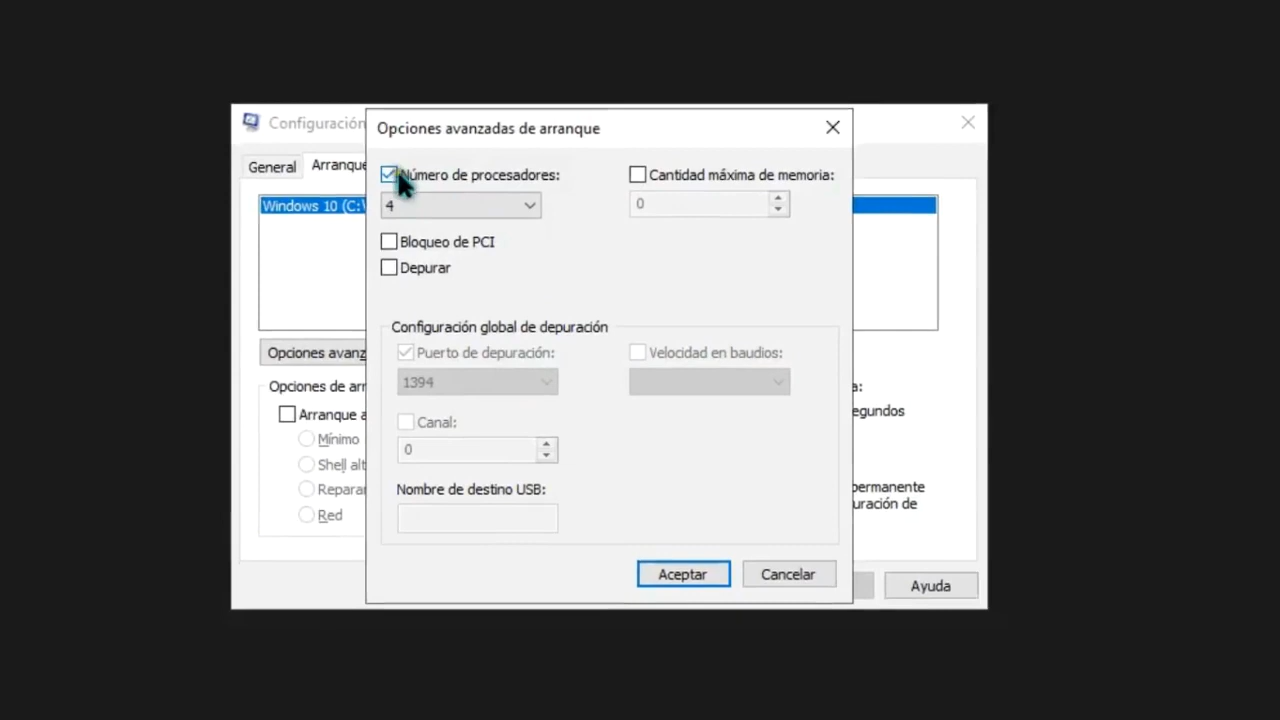 Configuración
Opciones avanzadas de arranque
General
Arranque
Número de procesadores:
Cantidad máxima de memoria:
Windows 10 (C:\
4
0
Bloqueo de PCI
Depurar
Configuración global de depuración
Opciones avanz
Puerto de depuración:
Velocidad en baudios:
1394
Opciones de arr
a:
Arranque a
egundos
Canal:
Mínimo
0
Shell alt
Reparar
Nombre de destino USB:
permanente
uración de
Red
Aceptar
Cancelar
Ayuda